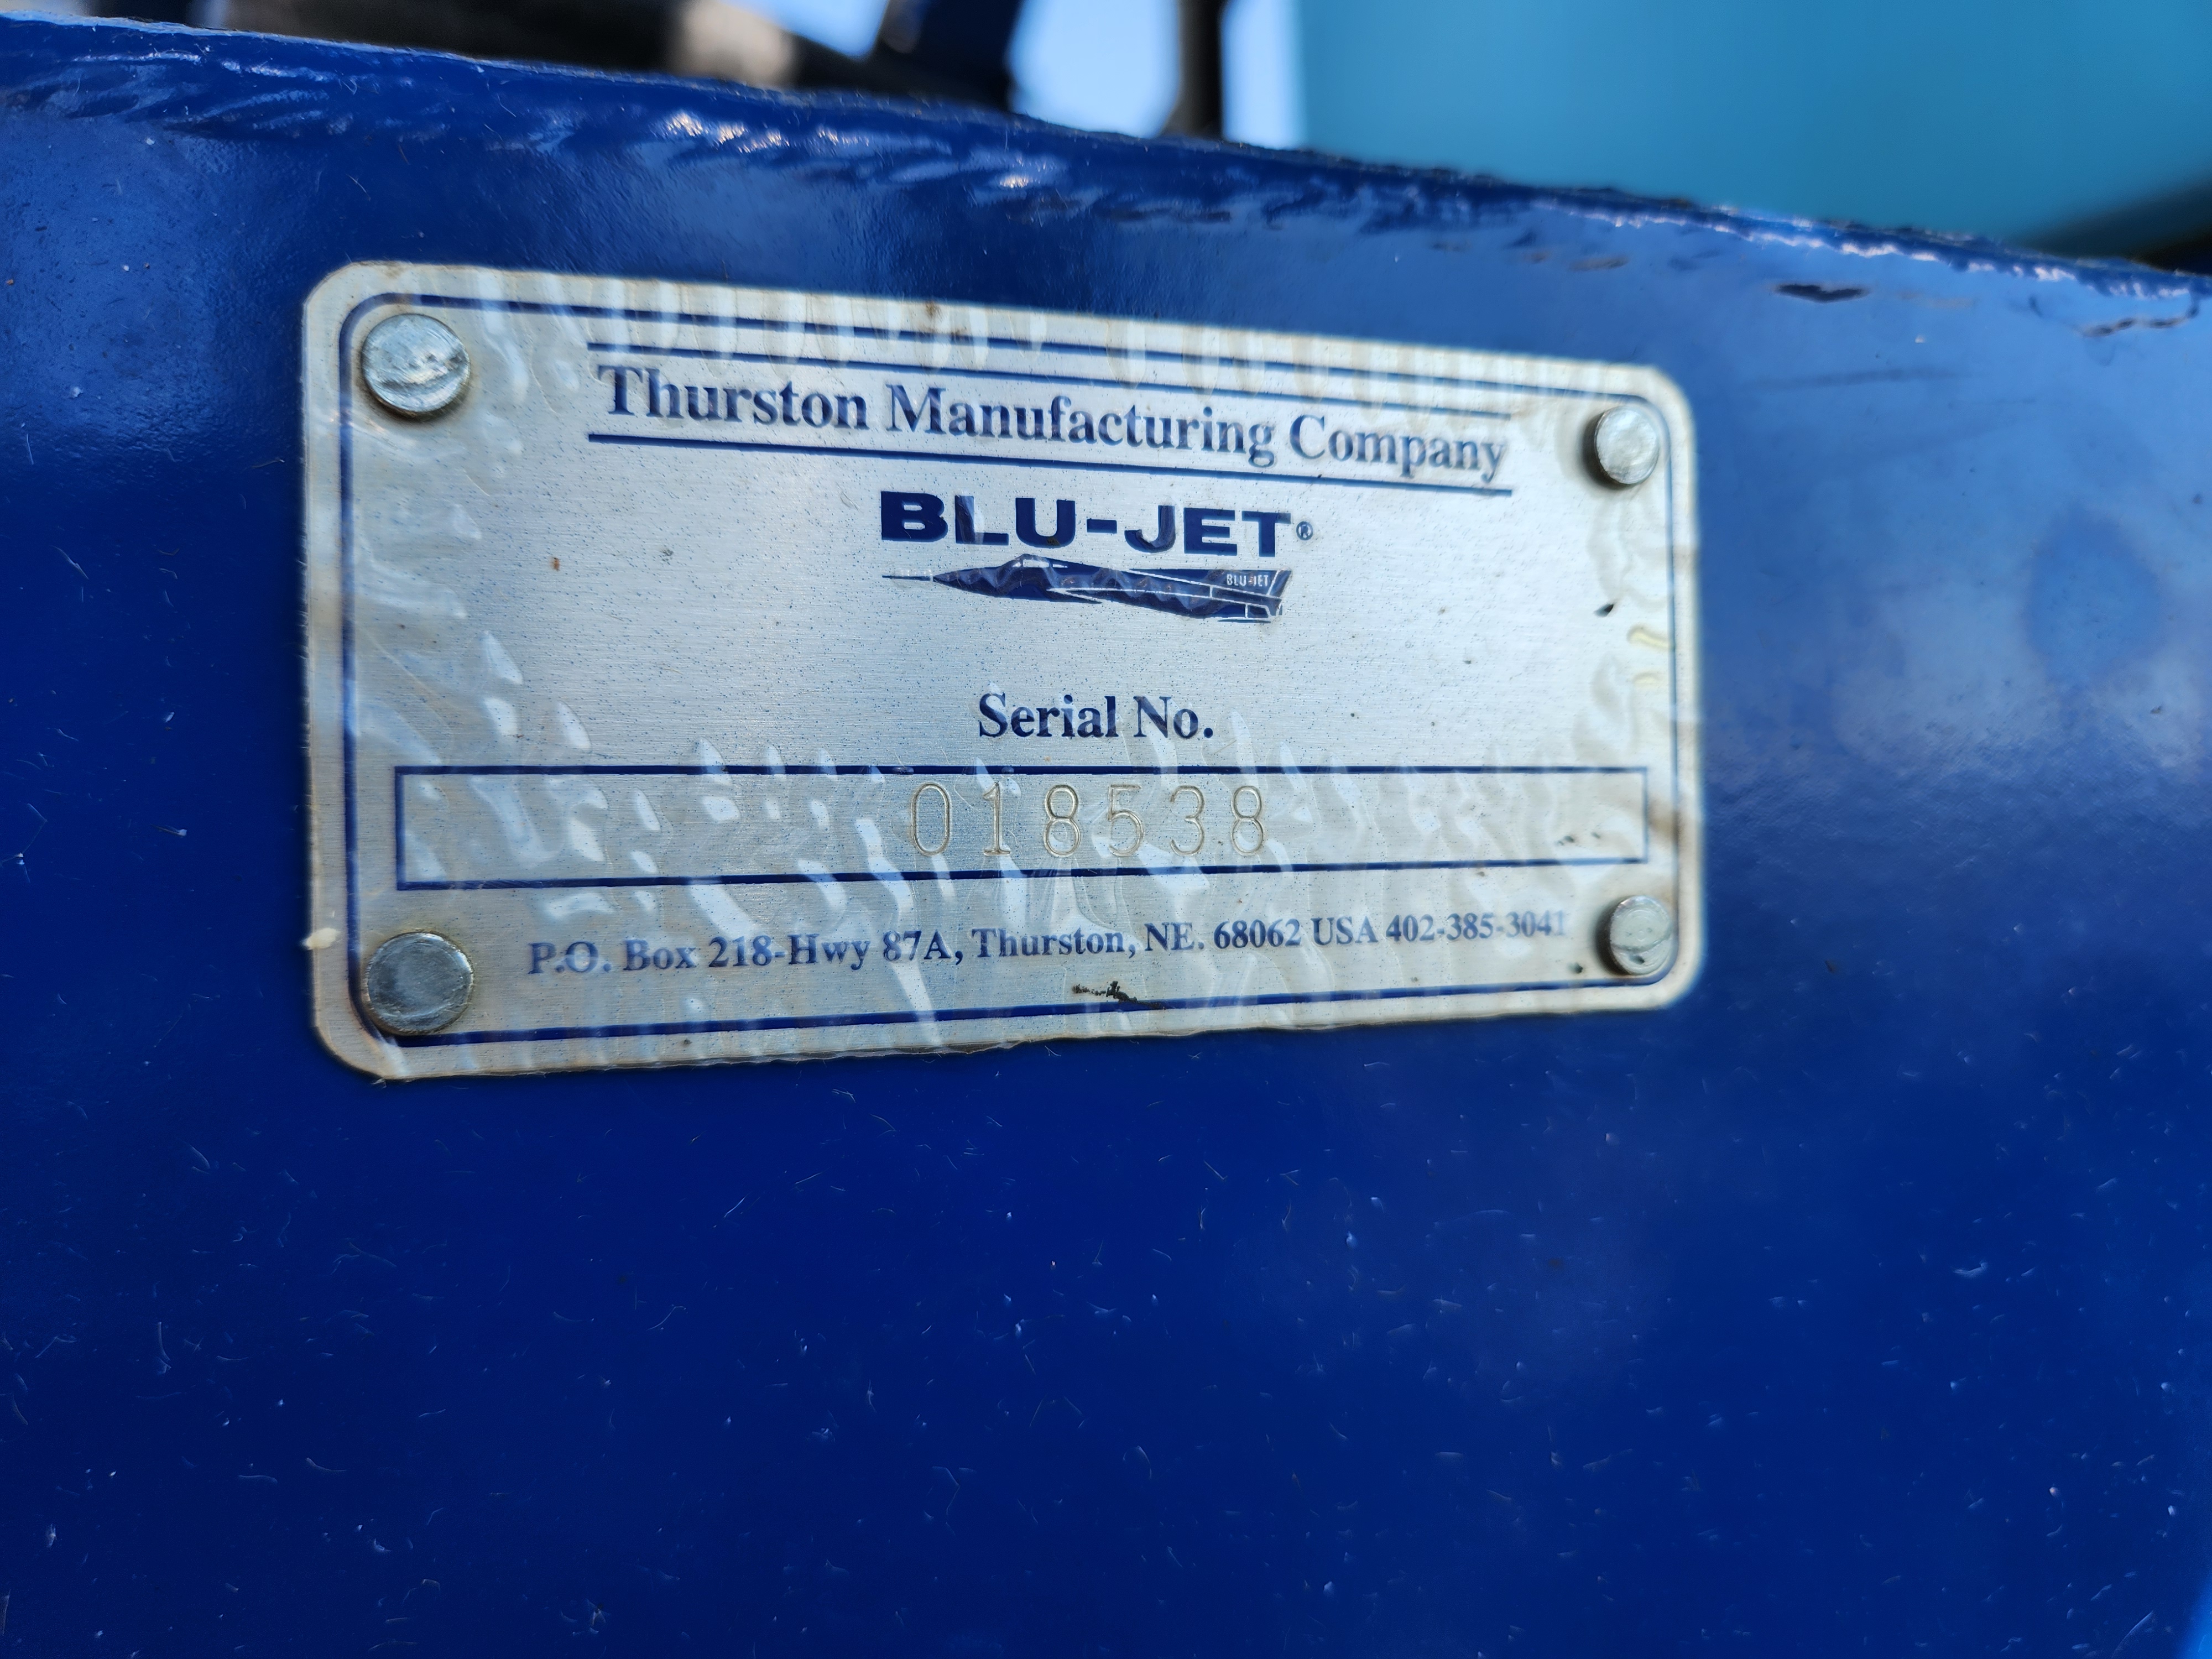 Thurston Manufacturing Company
BLU-JET®
BLU-JET
Serial No.
018538
P.O. Box 218-Hwy 87A, Thurston, NE. 68062 USA 402-385-3041